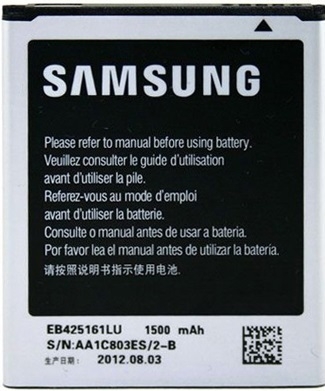 SAMSUNG
Please refer to manual before using battery.
Veuillez consulter le guide d'utilisation
avant d'utiliser la pile.
Referez-vous au mode d'emploi
avant d'utiliser la batterie.
Consulte o manual antes de usar a bateria.
Por favor lea el manual antes de utilizar la batería.
请按照说明书指示使用电池.
EB425161LU 1500 mAh
S/N:AA1C803ES/2-B
生产日期: 2012.08.03